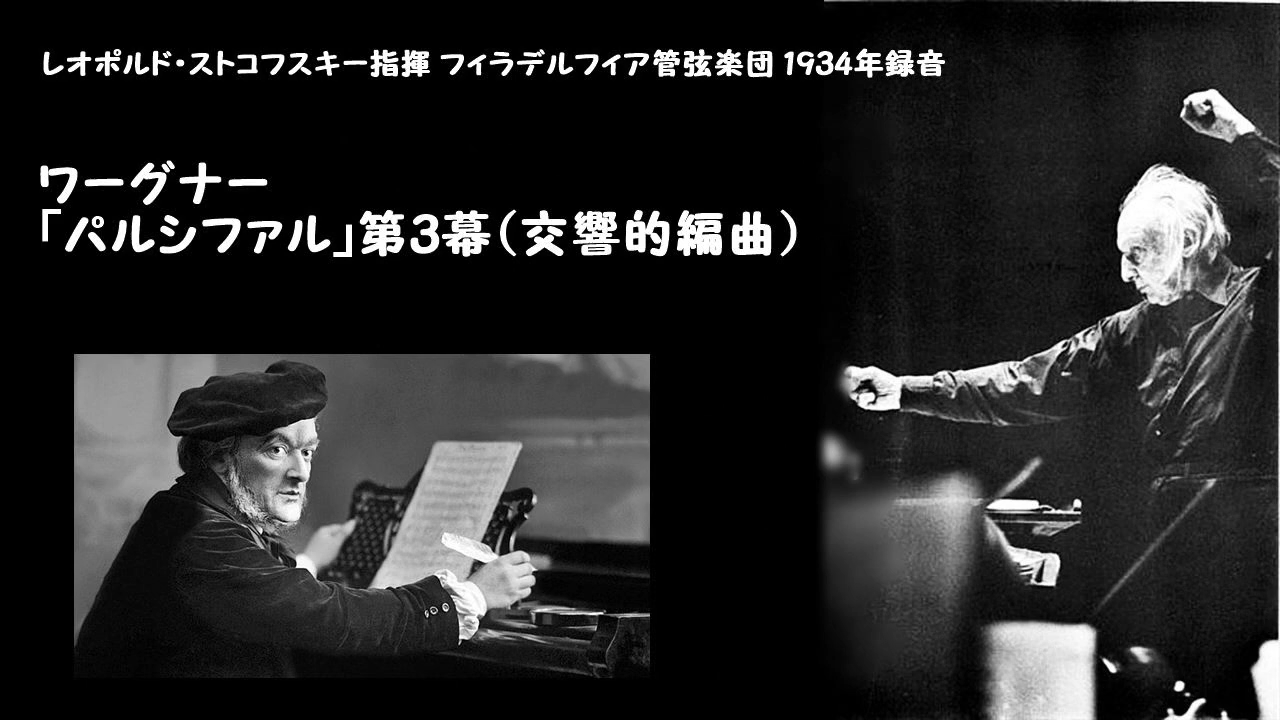 レオポルド・ストコフスキー指揮 フィラデルフィア管弦楽団 1934年録音
ワーグナー
「パルシファル」第3幕（交響的編曲）